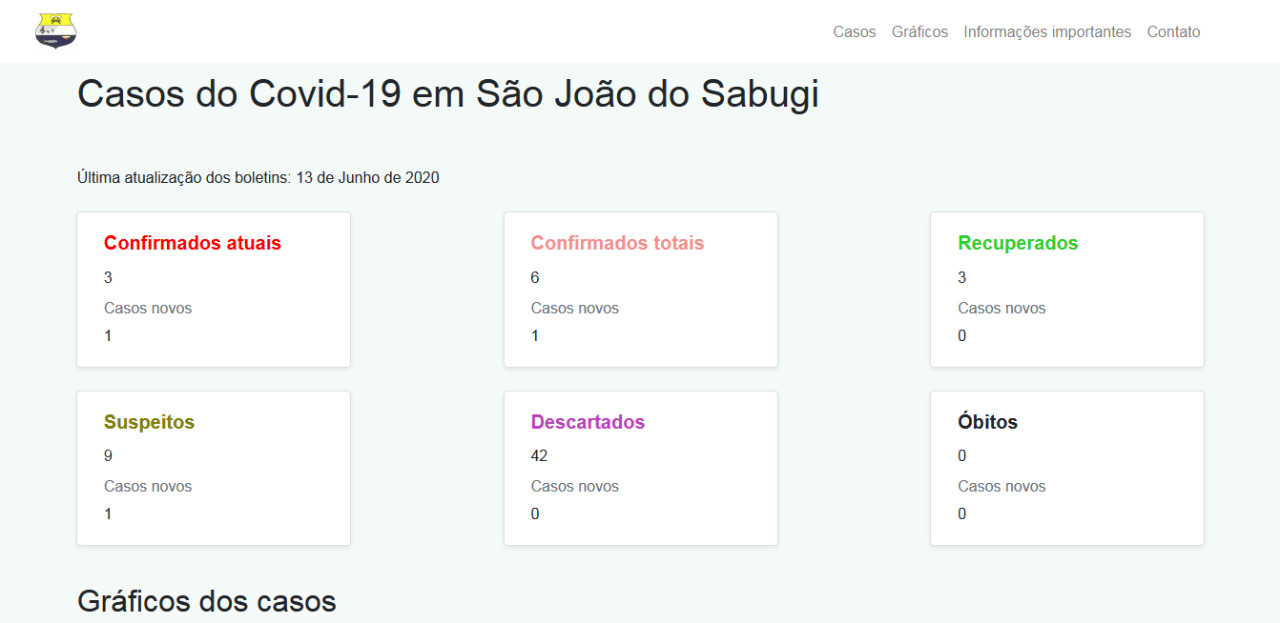 Casos Gráficos Informações importantes Contato
Casos do Covid-19 em São João do Sabugi
Última atualização dos boletins: 13 de Junho de 2020
Confirmados atuais
3
Casos novos
1
Confirmados totais
6
Casos novos
1
Recuperados
3
Casos novos
0
Suspeitos
9
Casos novos
1
Descartados
42
Casos novos
0
Óbitos
0
Casos novos
0
Gráficos dos casos